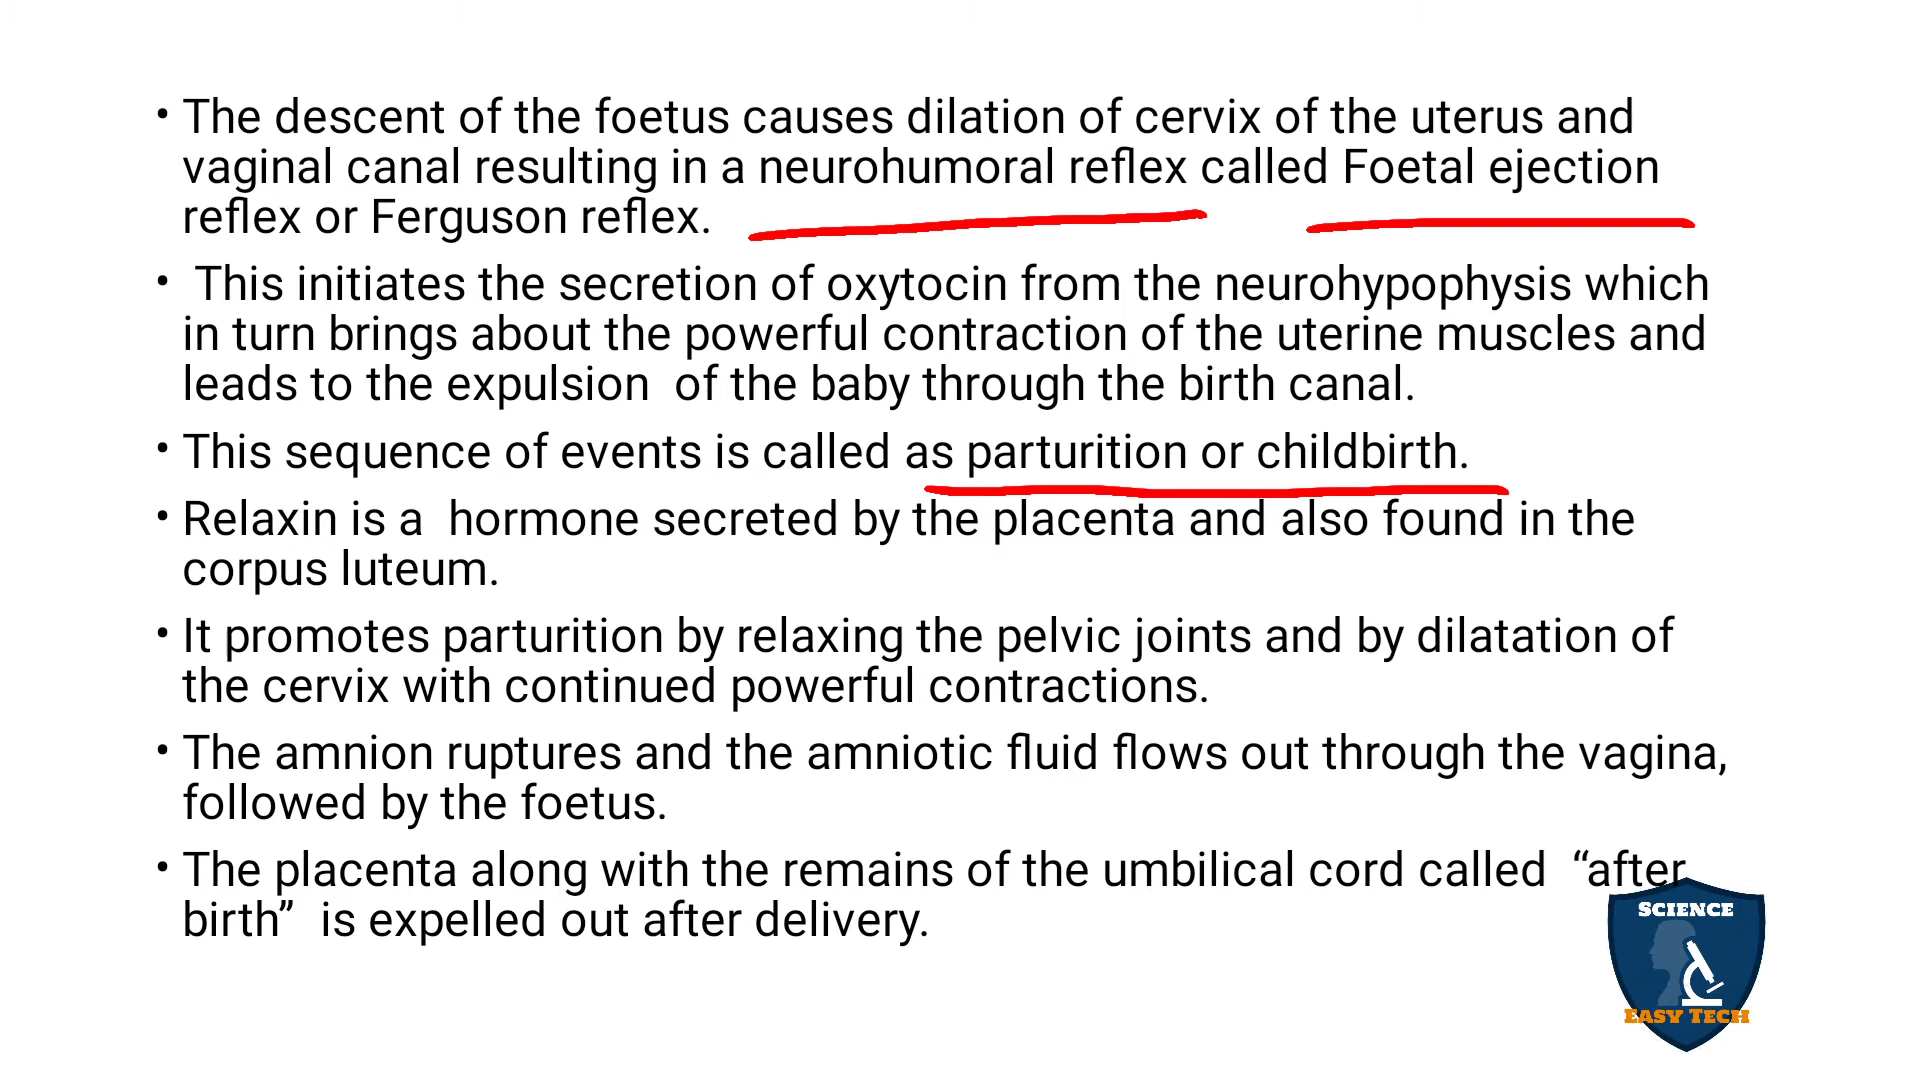 • The descent of the foetus causes dilation of cervix of the uterus and
vaginal canal resulting in a neurohumoral reflex called Foetal ejection
reflex or Ferguson reflex.
• This initiates the secretion of oxytocin from the neurohypophysis which
in turn brings about the powerful contraction of the uterine muscles and
leads to the expulsion of the baby through the birth canal.
• This sequence of events is called as parturition or childbirth.
• Relaxin is a hormone secreted by the placenta and also found in the
corpus luteum.
• It promotes parturition by relaxing the pelvic joints and by dilatation of
the cervix with continued powerful contractions.
• The amnion ruptures and the amniotic fluid flows out through the vagina,
followed by the foetus.
• The placenta along with the remains of the umbilical cord called “after
birth” is expelled out after delivery.
SCIENCE
EASY TECH